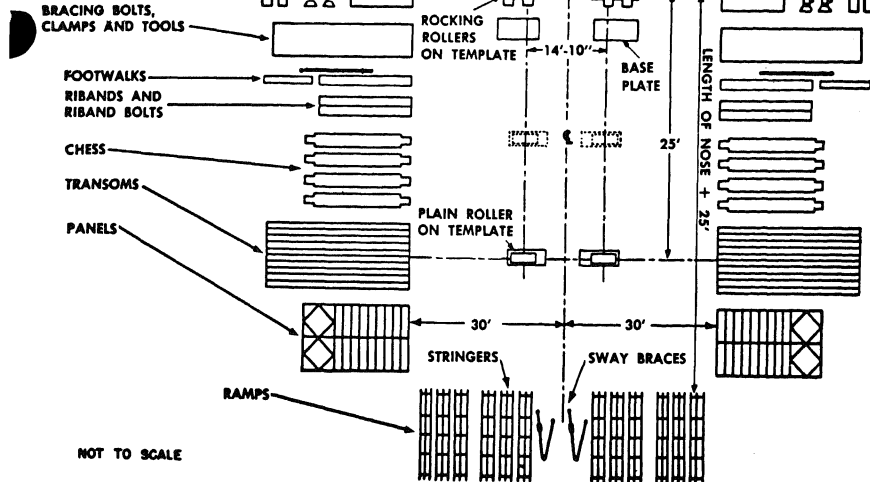 BRACING BOLTS,
CLAMPS AND TOOLS
ROCKING
ROLLERS
ON TEMPLATE
14'-10"
BASE
PLATE
FOOTWALKS
RIBANDS AND
RIBAND BOLTS
CHESS
TRANSOMS
PANELS
℄
25'
LENGTH OF NOSE + 25'
PLAIN ROLLER
ON TEMPLATE
30'
30'
STRINGERS
SWAY BRACES
RAMPS
NOT TO SCALE